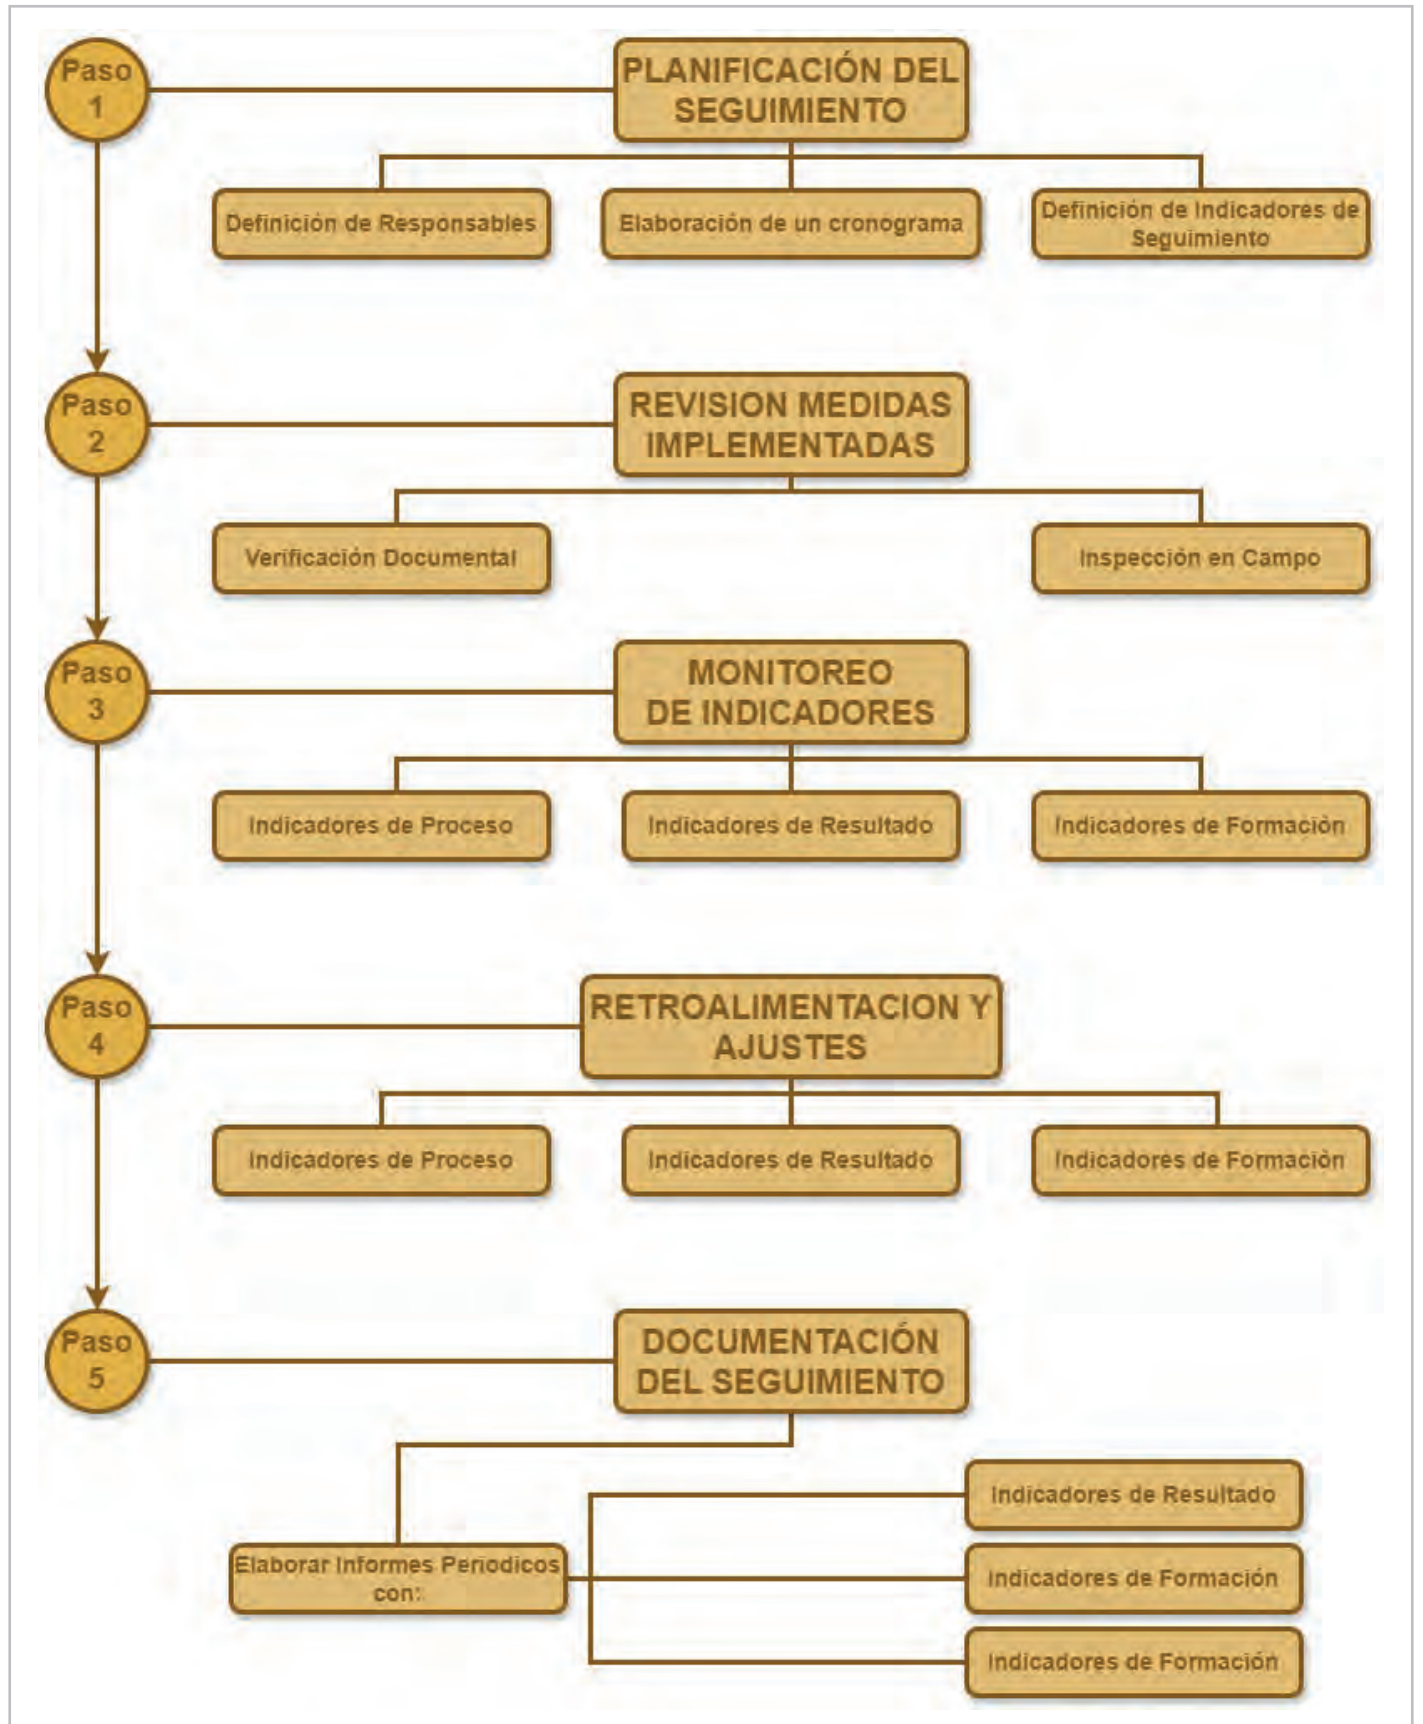 Paso
1
PLANIFICACIÓN DEL
SEGUIMIENTO
Definición de Responsables
Elaboración de un cronograma
Definición de Indicadores de
Seguimiento
Paso
2
REVISION MEDIDAS
IMPLEMENTADAS
Verificación Documental
Inspección en Campo
Paso
3
MONITOREO
DE INDICADORES
Indicadores de Proceso
Indicadores de Resultado
Indicadores de Formación
Paso
4
RETROALIMENTACION Y
AJUSTES
Indicadores de Proceso
Indicadores de Resultado
Indicadores de Formación
Paso
5
DOCUMENTACIÓN
DEL SEGUIMIENTO
Elaborar Informes Periodicos
con:
Indicadores de Resultado
Indicadores de Formación
Indicadores de Formación